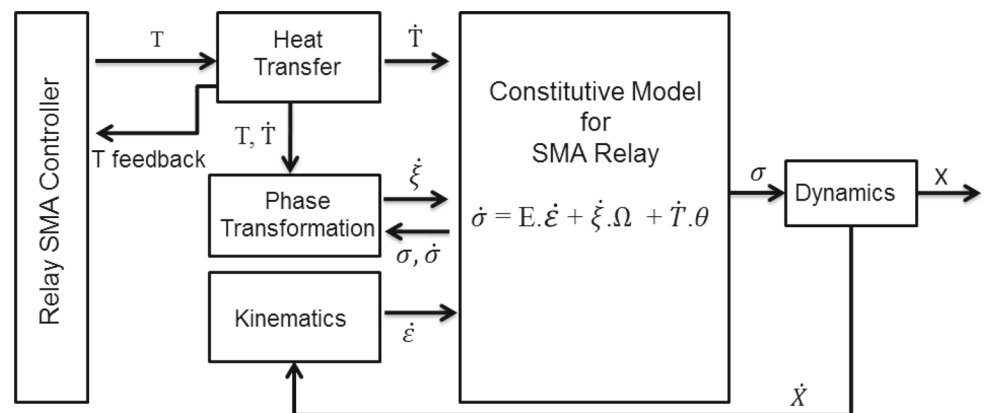 Relay SMA Controller
T
Heat
Transfer
Ṫ
T feedback
T, Ṫ
Phase
Transformation
ξ̇
σ, σ̇
Kinematics
ε̇
Constitutive Model
for
SMA Relay
σ̇ = E.ε̇ + ξ̇.Ω + Ṫ.θ
σ
Dynamics
X
Ẋ